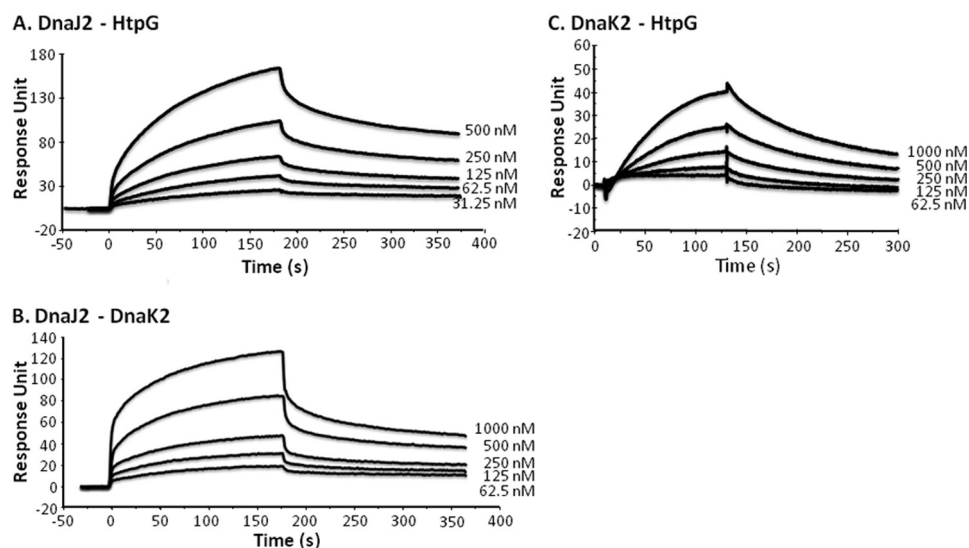 A. DnaJ2 - HtpG
Response Unit
180
130
80
30
-20
-50
0
50
100
150
200
250
300
350
400
Time (s)
500 nM
250 nM
125 nM
62.5 nM
31.25 nM
C. DnaK2 - HtpG
Response Unit
60
50
40
30
20
10
0
-10
-20
0
50
100
150
200
250
300
Time (s)
1000 nM
500 nM
250 nM
125 nM
62.5 nM
B. DnaJ2 - DnaK2
Response Unit
140
120
100
80
60
40
20
0
-20
-50
0
50
100
150
200
250
300
350
400
Time (s)
1000 nM
500 nM
250 nM
125 nM
62.5 nM